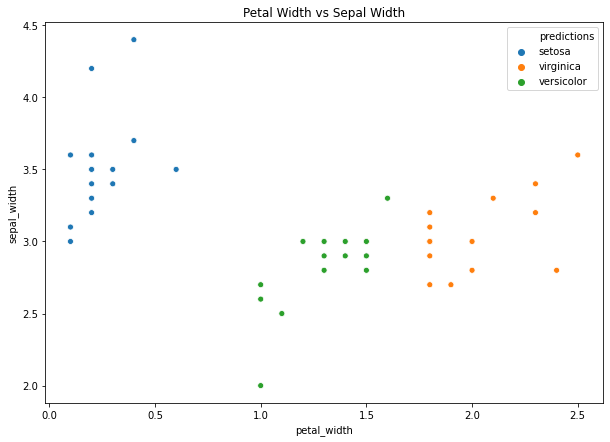 Petal Width vs Sepal Width
predictions
setosa
virginica
versicolor
4.5
4.0
3.5
3.0
2.5
2.0
sepal_width
0.0 0.5 1.0 1.5 2.0 2.5
petal_width